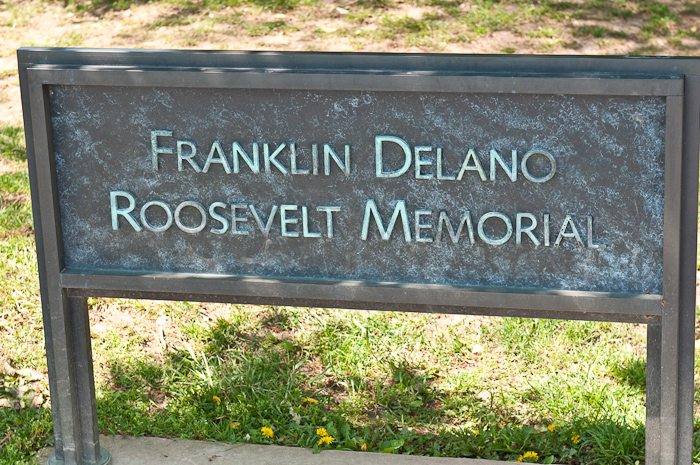 Franklin Delano
Roosevelt Memorial